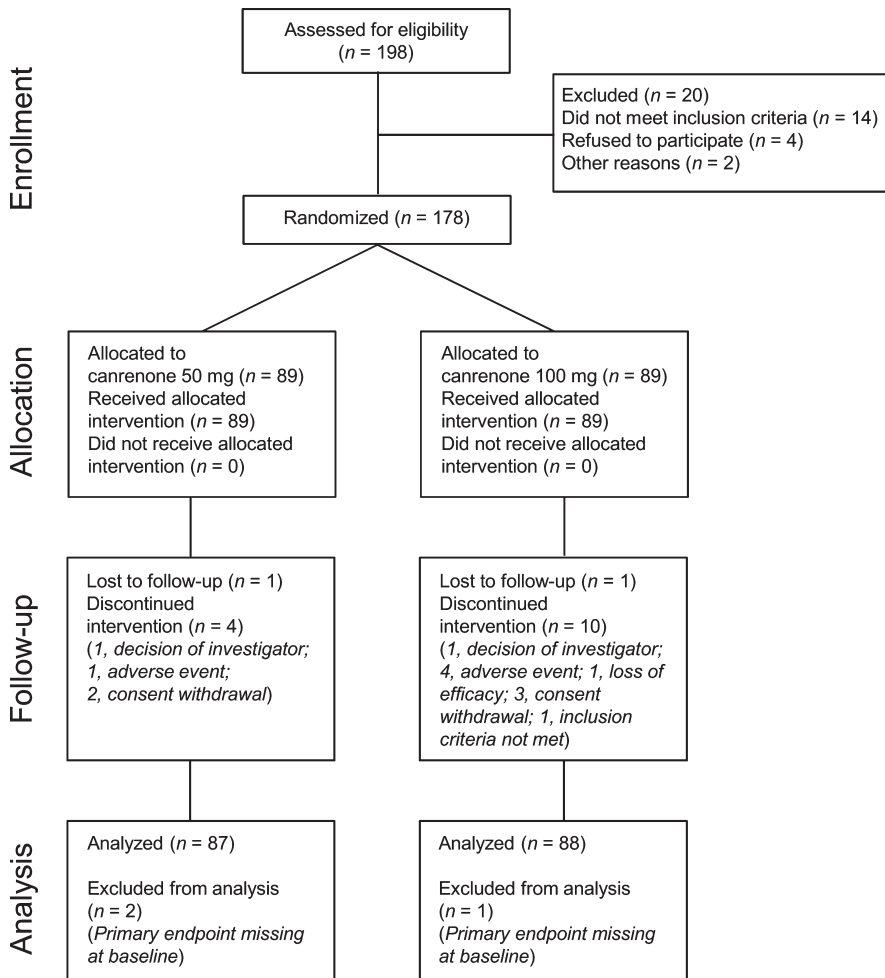 Enrollment
Assessed for eligibility
(n = 198)
Excluded (n = 20)
Did not meet inclusion criteria (n = 14)
Refused to participate (n = 4)
Other reasons (n = 2)
Randomized (n = 178)
Allocation
Allocated to
canrenone 50 mg (n = 89)
Received allocated
intervention (n = 89)
Did not receive allocated
intervention (n = 0)
Allocated to
canrenone 100 mg (n = 89)
Received allocated
intervention (n = 89)
Did not receive allocated
intervention (n = 0)
Follow-up
Lost to follow-up (n = 1)
Discontinued
intervention (n = 4)
(1, decision of investigator;
1, adverse event;
2, consent withdrawal)
Lost to follow-up (n = 1)
Discontinued
intervention (n = 10)
(1, decision of investigator;
4, adverse event; 1, loss of
efficacy; 3, consent
withdrawal; 1, inclusion
criteria not met)
Analysis
Analyzed (n = 87)
Excluded from analysis
(n = 2)
(Primary endpoint missing
at baseline)
Analyzed (n = 88)
Excluded from analysis
(n = 1)
(Primary endpoint missing
at baseline)